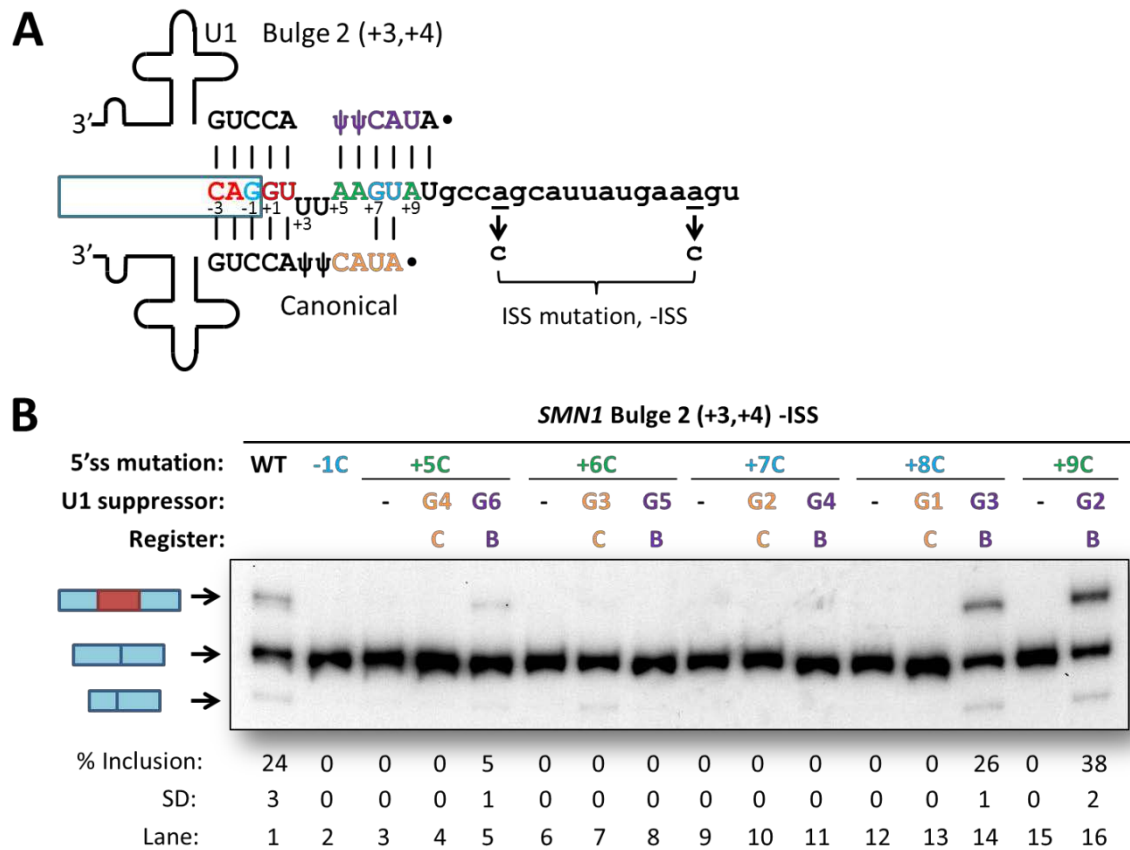 A
U1 Bulge 2 (+3,+4)
3’ GUCCA ψψCAUA•
CAGGU UU AAGUAUgccagcauuaugaaagu
-3 -1 +1 +3 +5 +7 +9
3’ GUCCAψψCAUA•
c c
Canonical
ISS mutation, -ISS
B
SMN1 Bulge 2 (+3,+4) -ISS
5’ss mutation: WT -1C +5C +6C +7C +8C +9C
U1 suppressor: - G4 G6 - G3 G5 - G2 G4 - G1 G3 - G2
Register: C B C B C B C B B
% Inclusion: 24 0 0 0 5 0 0 0 0 0 0 0 0 26 0 38
SD: 3 0 0 0 1 0 0 0 0 0 0 0 0 1 0 2
Lane: 1 2 3 4 5 6 7 8 9 10 11 12 13 14 15 16